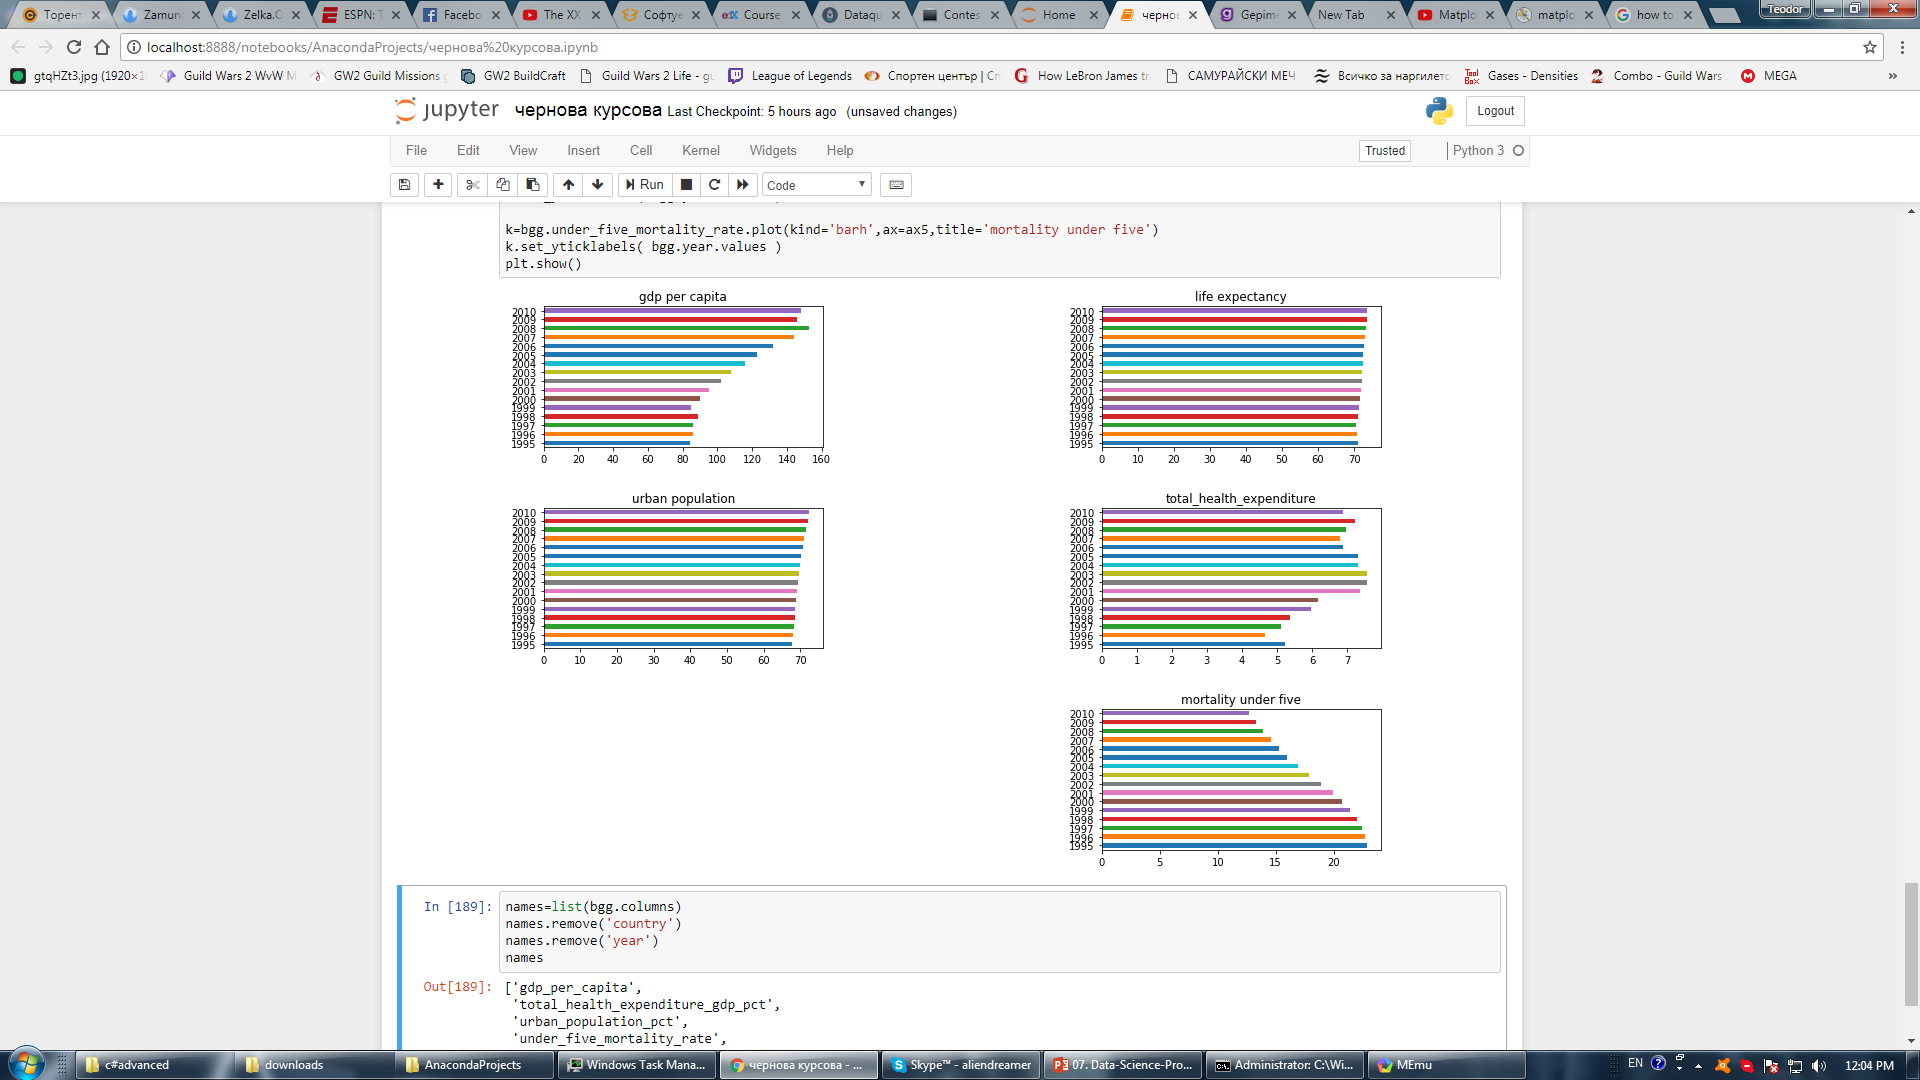 Торент
Zamun
Zelka.O
ESPN: T
Facebo
The XX
Софтуе
Course
Dataqu
Contes
Home
чернов
Gepime
New Tab
Matplo
matplo
how to
Teodor
localhost:8888/notebooks/AnacondaProjects/чернова%20курсова.ipynb
gtqHZt3.jpg (1920×1
Guild Wars 2 WvW M
GW2 Guild Missions
GW2 BuildCraft
Guild Wars 2 Life - gu
League of Legends
Спортен център | Сп
How LeBron James tr
САМУРАЙСКИ МЕЧ
Всичко за наргилето
Gases - Densities
Combo - Guild Wars
MEGA
»
jupyter чернова курсова Last Checkpoint: 5 hours ago (unsaved changes)
Logout
File Edit View Insert Cell Kernel Widgets Help
Trusted
Python 3
Run
Code
k=bgg.under_five_mortality_rate.plot(kind='barh',ax=ax5,title='mortality under five')
k.set_yticklabels( bgg.year.values )
plt.show()
gdp per capita
2010
2009
2008
2007
2006
2005
2004
2003
2002
2001
2000
1999
1998
1997
1996
1995
0 20 40 60 80 100 120 140 160
life expectancy
2010
2009
2008
2007
2006
2005
2004
2003
2002
2001
2000
1999
1998
1997
1996
1995
0 10 20 30 40 50 60 70
urban population
2010
2009
2008
2007
2006
2005
2004
2003
2002
2001
2000
1999
1998
1997
1996
1995
0 10 20 30 40 50 60 70
total_health_expenditure
2010
2009
2008
2007
2006
2005
2004
2003
2002
2001
2000
1999
1998
1997
1996
1995
0 1 2 3 4 5 6 7
mortality under five
2010
2009
2008
2007
2006
2005
2004
2003
2002
2001
2000
1999
1998
1997
1996
1995
0 5 10 15 20
In [189]:
names=list(bgg.columns)
names.remove('country')
names.remove('year')
names
Out[189]:
['gdp_per_capita',
'total_health_expenditure_gdp_pct',
'urban_population_pct',
'under_five_mortality_rate',
c#advanced
downloads
AnacondaProjects
Windows Task Mana...
чернова курсова - ...
Skype™ - aliendreamer
07. Data-Science-Pro...
Administrator: C:\Wi...
MEmu
EN
12:04 PM